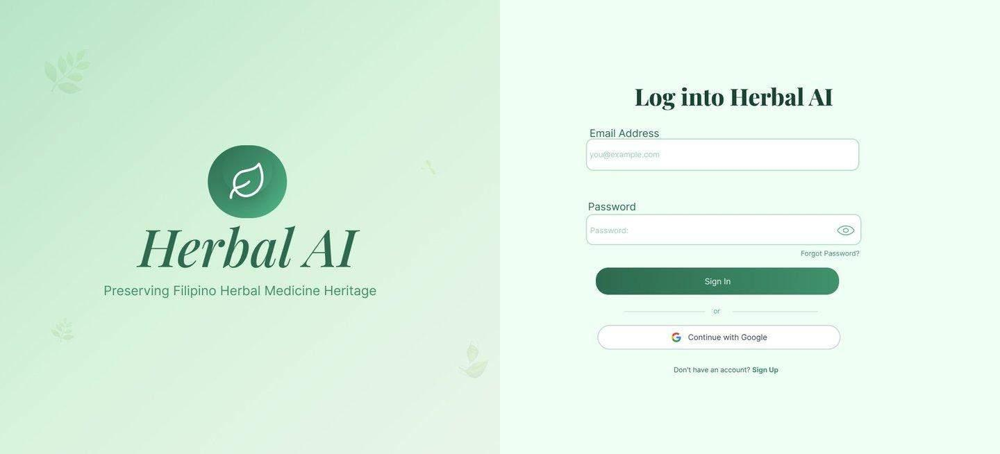 Herbal AI
Preserving Filipino Herbal Medicine Heritage
Log into Herbal AI
Email Address
you@example.com
Password
Password:
Forgot Password?
Sign In
or
Continue with Google
Don't have an account? Sign Up